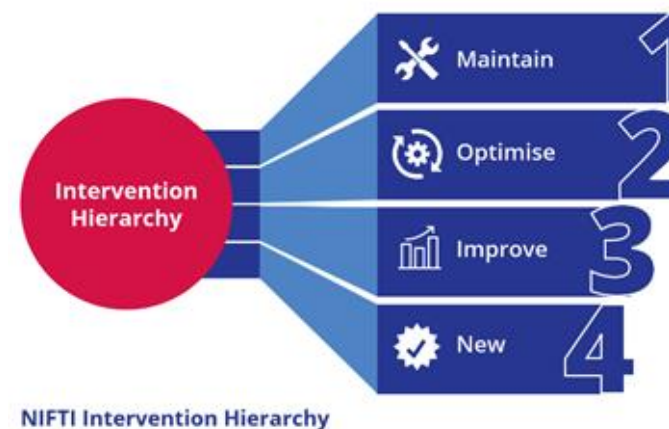 Intervention
Hierarchy
Maintain 1
Optimise 2
Improve 3
New 4
NIFTI Intervention Hierarchy